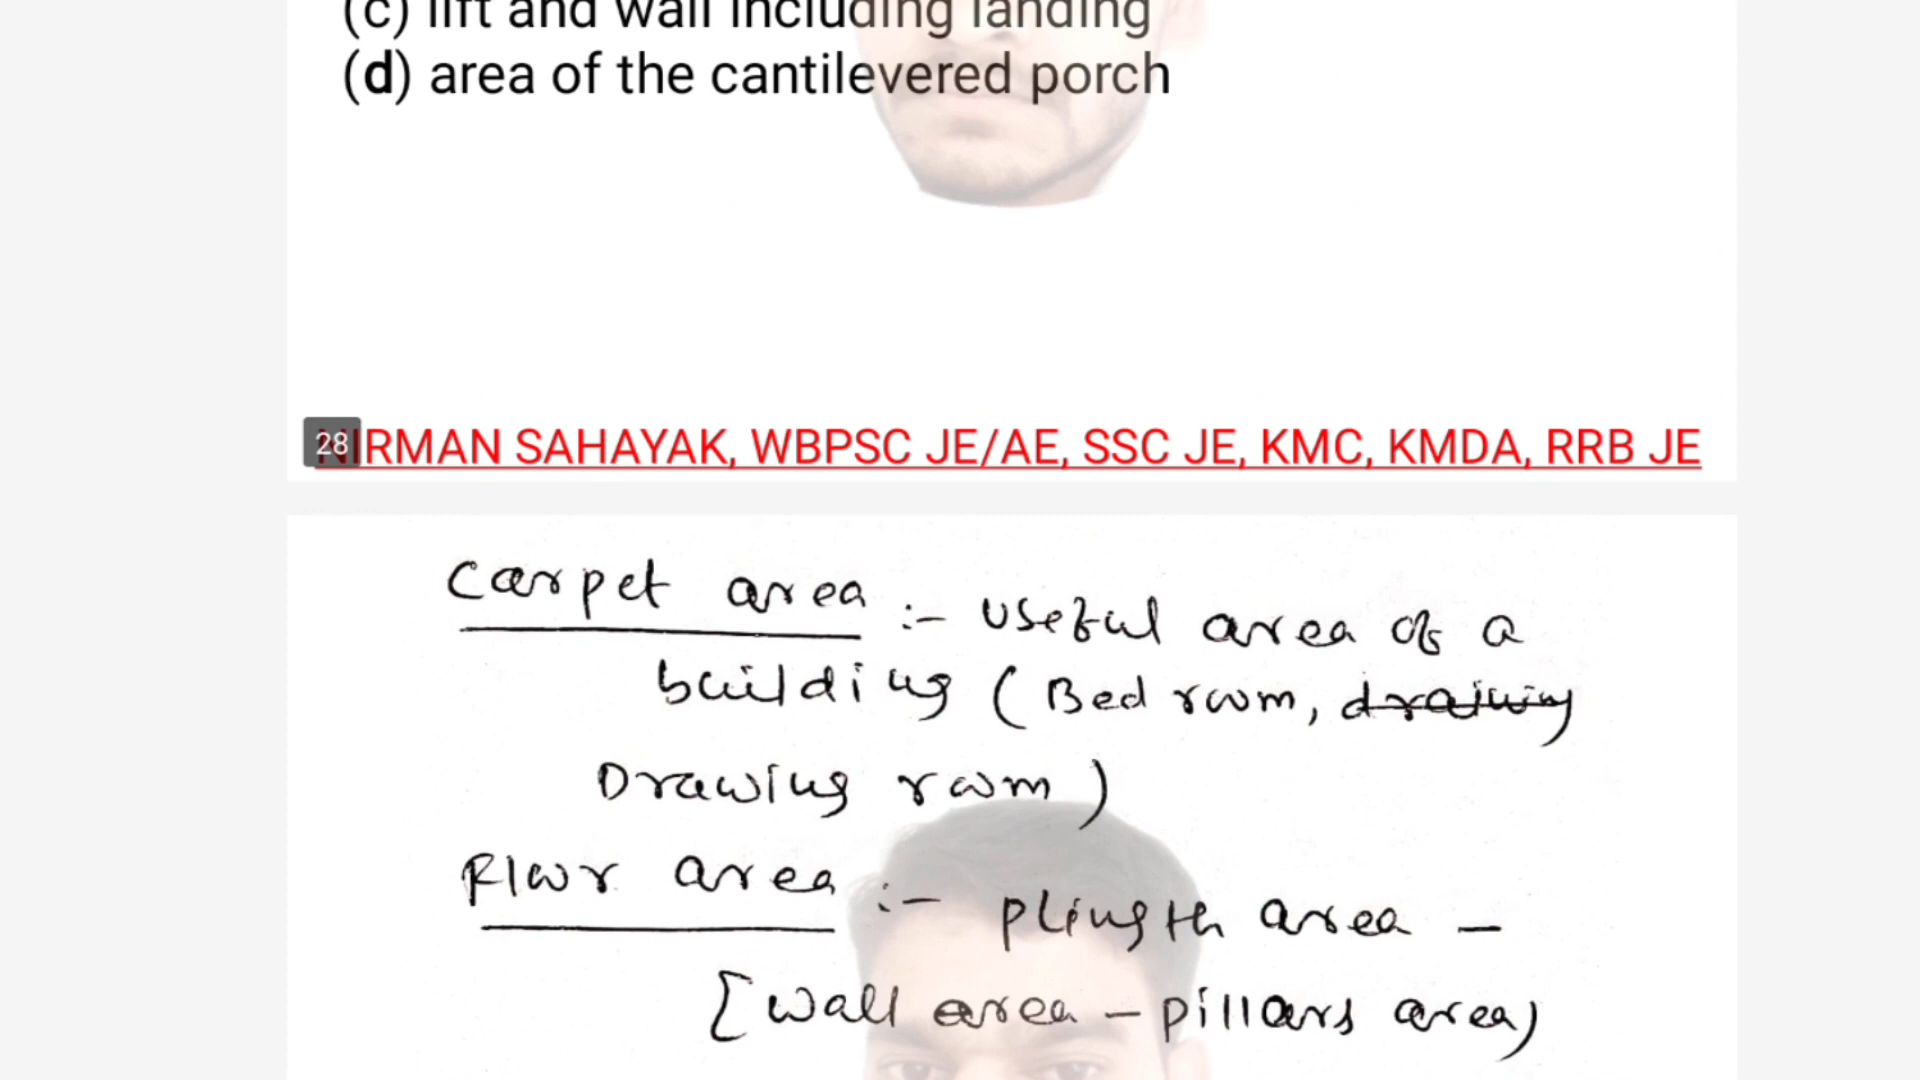 (c) lift and wall including landing
(d) area of the cantilevered porch
28
NIRMAN SAHAYAK, WBPSC JE/AE, SSC JE, KMC, KMDA, RRB JE
Carpet area :- Useful area of a
building (Bed room, draiwing
Drawing room)
Floor area :- plingth area -
[wall area - pillars area)